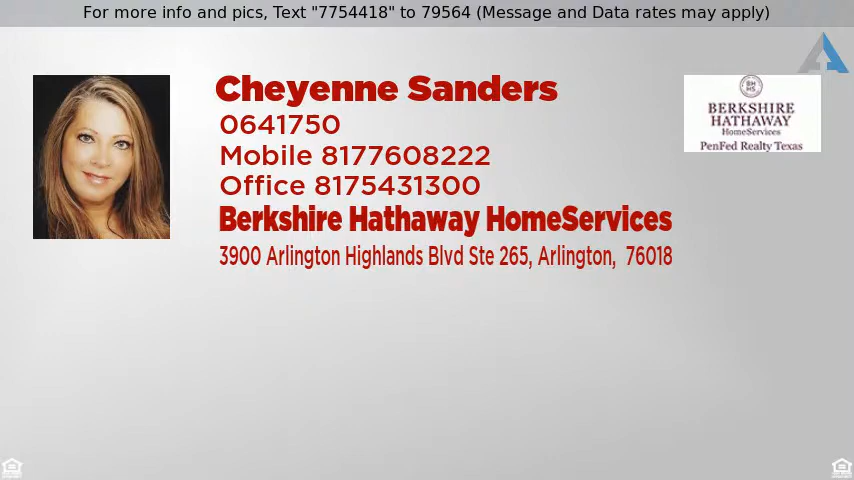 For more info and pics, Text "7754418" to 79564 (Message and Data rates may apply)
Cheyenne Sanders
0641750
Mobile 8177608222
Office 8175431300
Berkshire Hathaway HomeServices
3900 Arlington Highlands Blvd Ste 265, Arlington, 76018
BH
HS
BERKSHIRE
HATHAWAY
HomeServices
PenFed Realty Texas